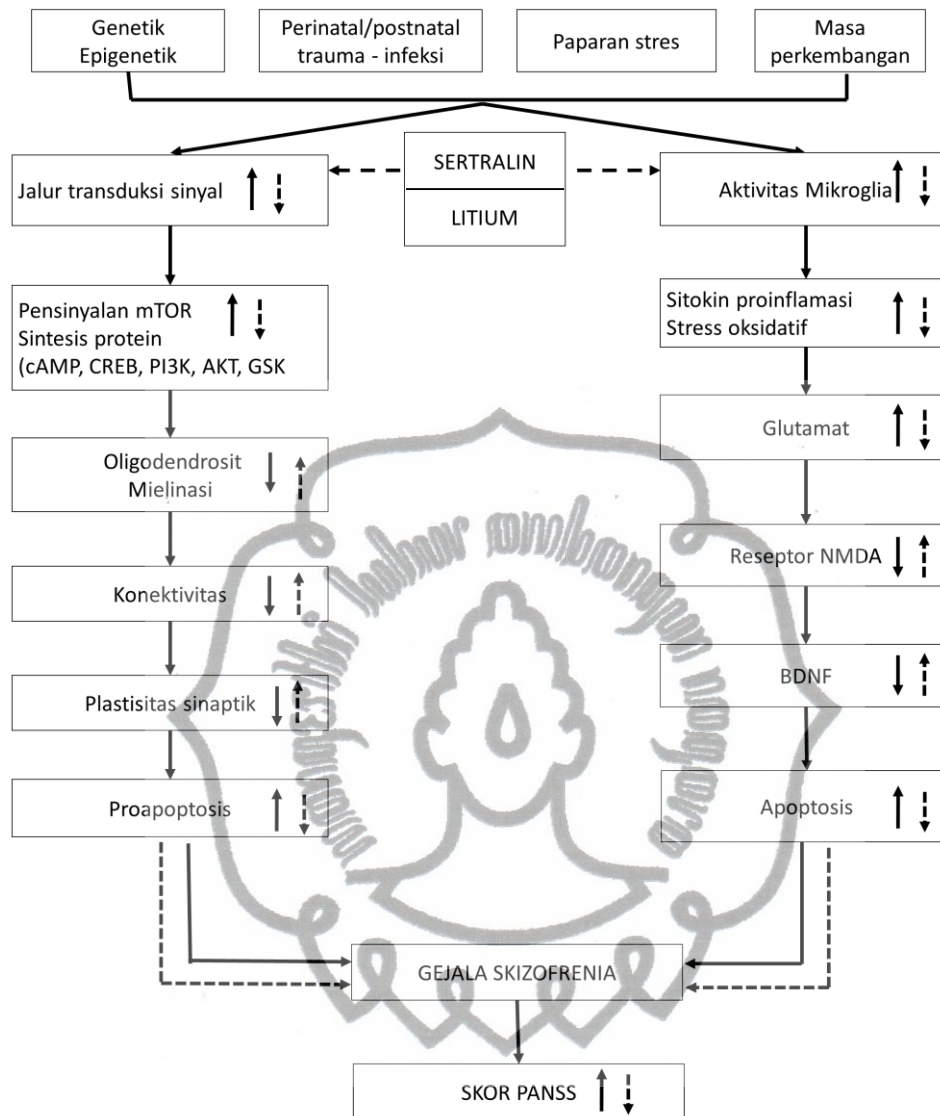 Genetik
Epigenetik
Perinatal/postnatal
trauma - infeksi
Paparan stres
Masa
perkembangan
SERTRALIN
LITIUM
Jalur transduksi sinyal
Aktivitas Mikroglia
Pensinyalan mTOR
Sintesis protein
(cAMP, CREB, PI3K, AKT, GSK
Sitokin proinflamasi
Stress oksidatif
Glutamat
Oligodendrosit
Mielinasi
Reseptor NMDA
Konektivitas
BDNF
Plastisitas sinaptik
Proapoptosis
Apoptosis
GEJALA SKIZOFRENIA
SKOR PANSS